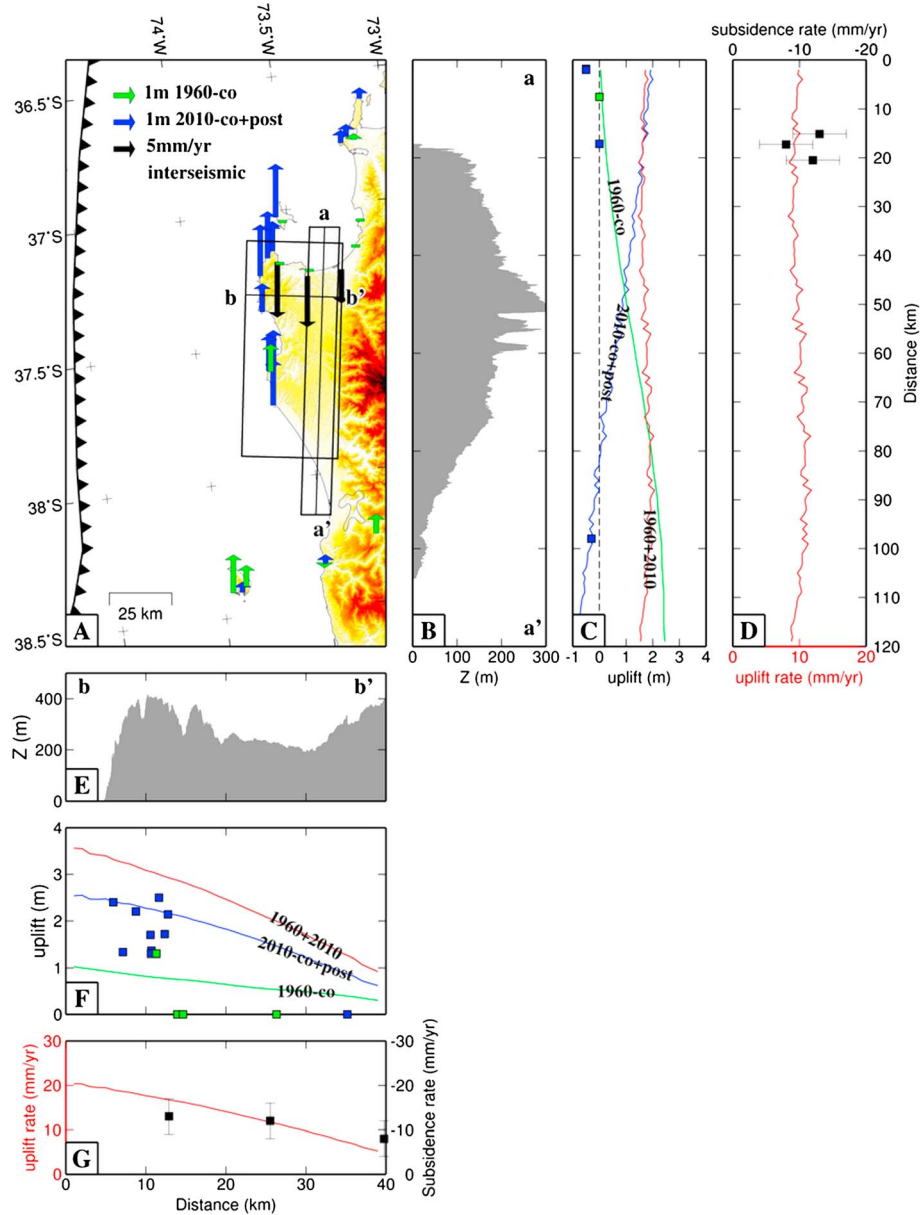 74˚W
73.5˚W
73˚W
36.5˚S
37˚S
37.5˚S
38˚S
38.5˚S
1m 1960-co
1m 2010-co+post
5mm/yr
interseismic
a
b
b'
a'
25 km
A
a
a'
B
0 100 200 300
Z (m)
1960-co
2010-co+post
1960+2010
C
-1 0 1 2 3 4
uplift (m)
subsidence rate (mm/yr)
0 -10 -20
0
10
20
30
40
50
60
70
80
90
100
110
120
Distance (km)
D
0 10 20
uplift rate (mm/yr)
b
b'
400
200
0
Z (m)
E
4
3
2
1
0
uplift (m)
1960+2010
2010-co+post
1960-co
F
30
20
10
0
uplift rate (mm/yr)
-30
-20
-10
0
Subsidence rate (mm/yr)
G
0 10 20 30 40
Distance (km)